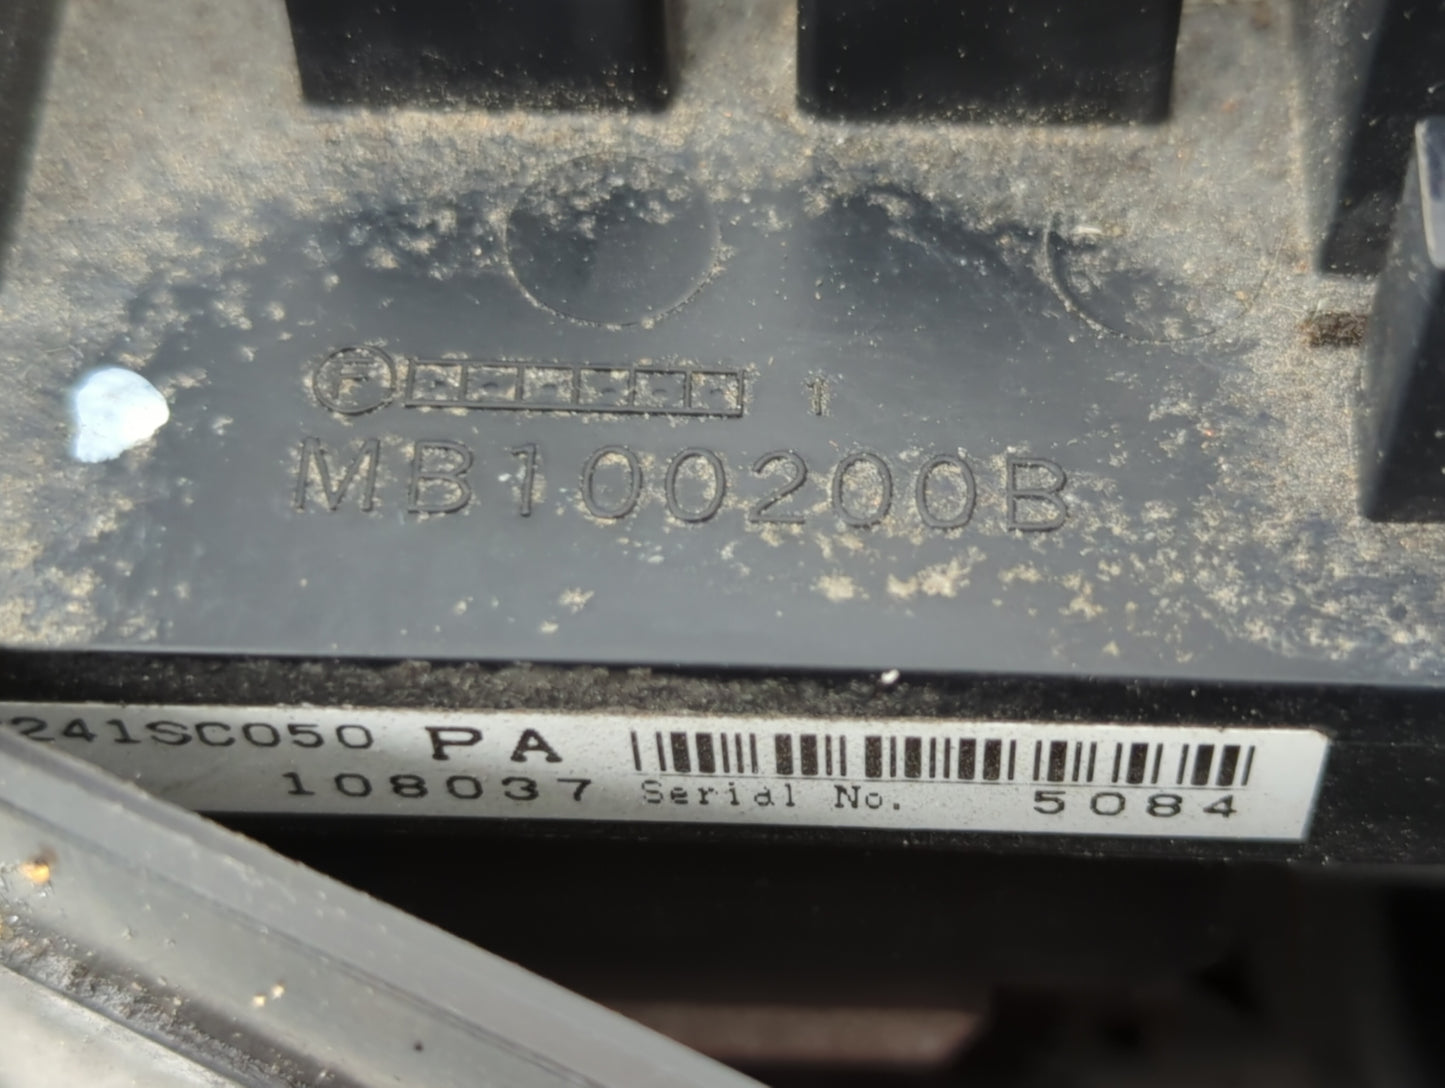 F 1
MB100200B
241SC050 PA
108037 Serial No. 5084